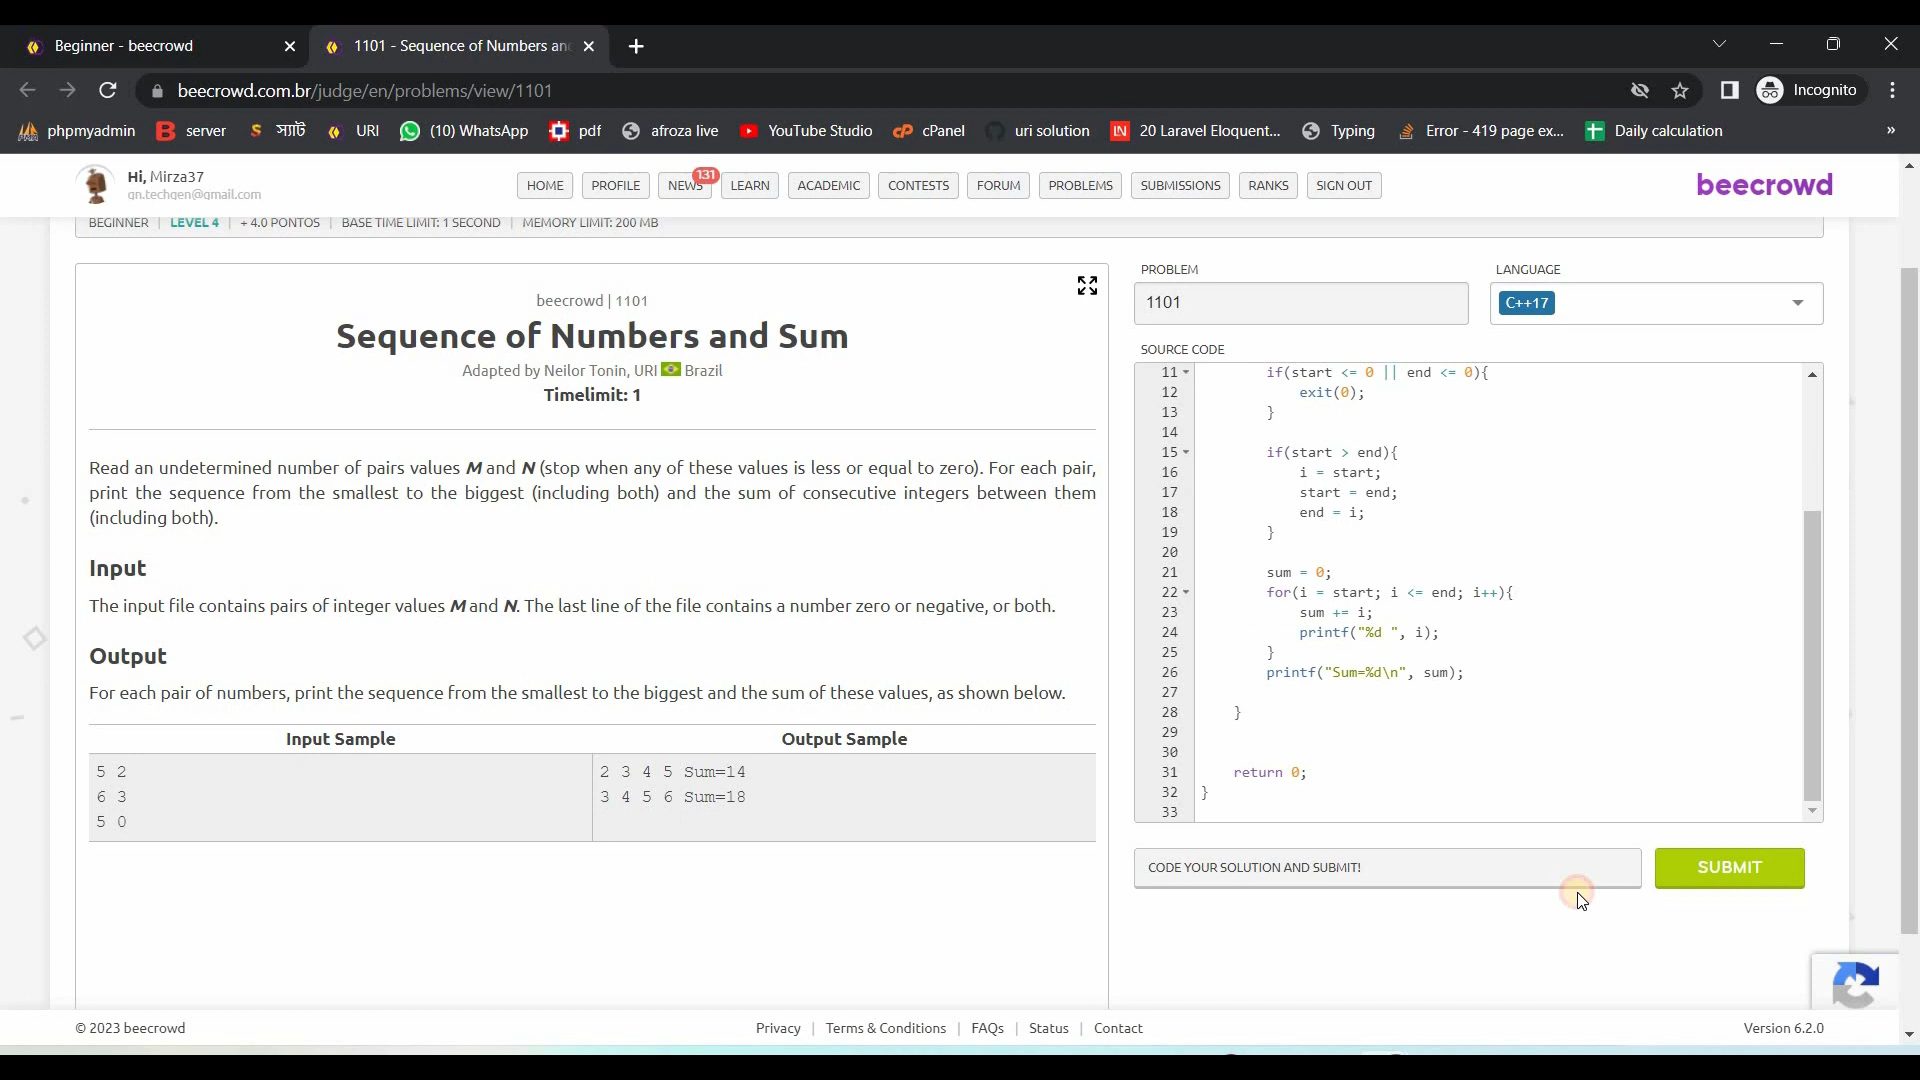 Beginner - beecrowd
1101 - Sequence of Numbers an
beecrowd.com.br/judge/en/problems/view/1101
Incognito
phpmyadmin
server
স্যাট
URI
(10) WhatsApp
pdf
afroza live
YouTube Studio
cPanel
uri solution
20 Laravel Eloquent...
Typing
Error - 419 page ex...
Daily calculation
»
Hi, Mirza37
gn.techgen@gmail.com
HOME
PROFILE
NEWS
131
LEARN
ACADEMIC
CONTESTS
FORUM
PROBLEMS
SUBMISSIONS
RANKS
SIGN OUT
beecrowd
BEGINNER | LEVEL 4 | + 4.0 PONTOS | BASE TIME LIMIT: 1 SECOND | MEMORY LIMIT: 200 MB
beecrowd | 1101
Sequence of Numbers and Sum
Adapted by Neilor Tonin, URI Brazil
Timelimit: 1
Read an undetermined number of pairs values M and N (stop when any of these values is less or equal to zero). For each pair,
print the sequence from the smallest to the biggest (including both) and the sum of consecutive integers between them
(including both).
Input
The input file contains pairs of integer values M and N. The last line of the file contains a number zero or negative, or both.
Output
For each pair of numbers, print the sequence from the smallest to the biggest and the sum of these values, as shown below.
Input Sample
5 2
6 3
5 0
Output Sample
2 3 4 5 Sum=14
3 4 5 6 Sum=18
PROBLEM
1101
LANGUAGE
C++17
SOURCE CODE
11 if(start <= 0 || end <= 0){
12 exit(0);
13 }
14
15 if(start > end){
16 i = start;
17 start = end;
18 end = i;
19 }
20
21 sum = 0;
22 for(i = start; i <= end; i++){
23 sum += i;
24 printf("%d ", i);
25 }
26 printf("Sum=%d\n", sum);
27
28 }
29
30
31 return 0;
32 }
33
CODE YOUR SOLUTION AND SUBMIT!
SUBMIT
© 2023 beecrowd
Privacy | Terms & Conditions | FAQs | Status | Contact
Version 6.2.0